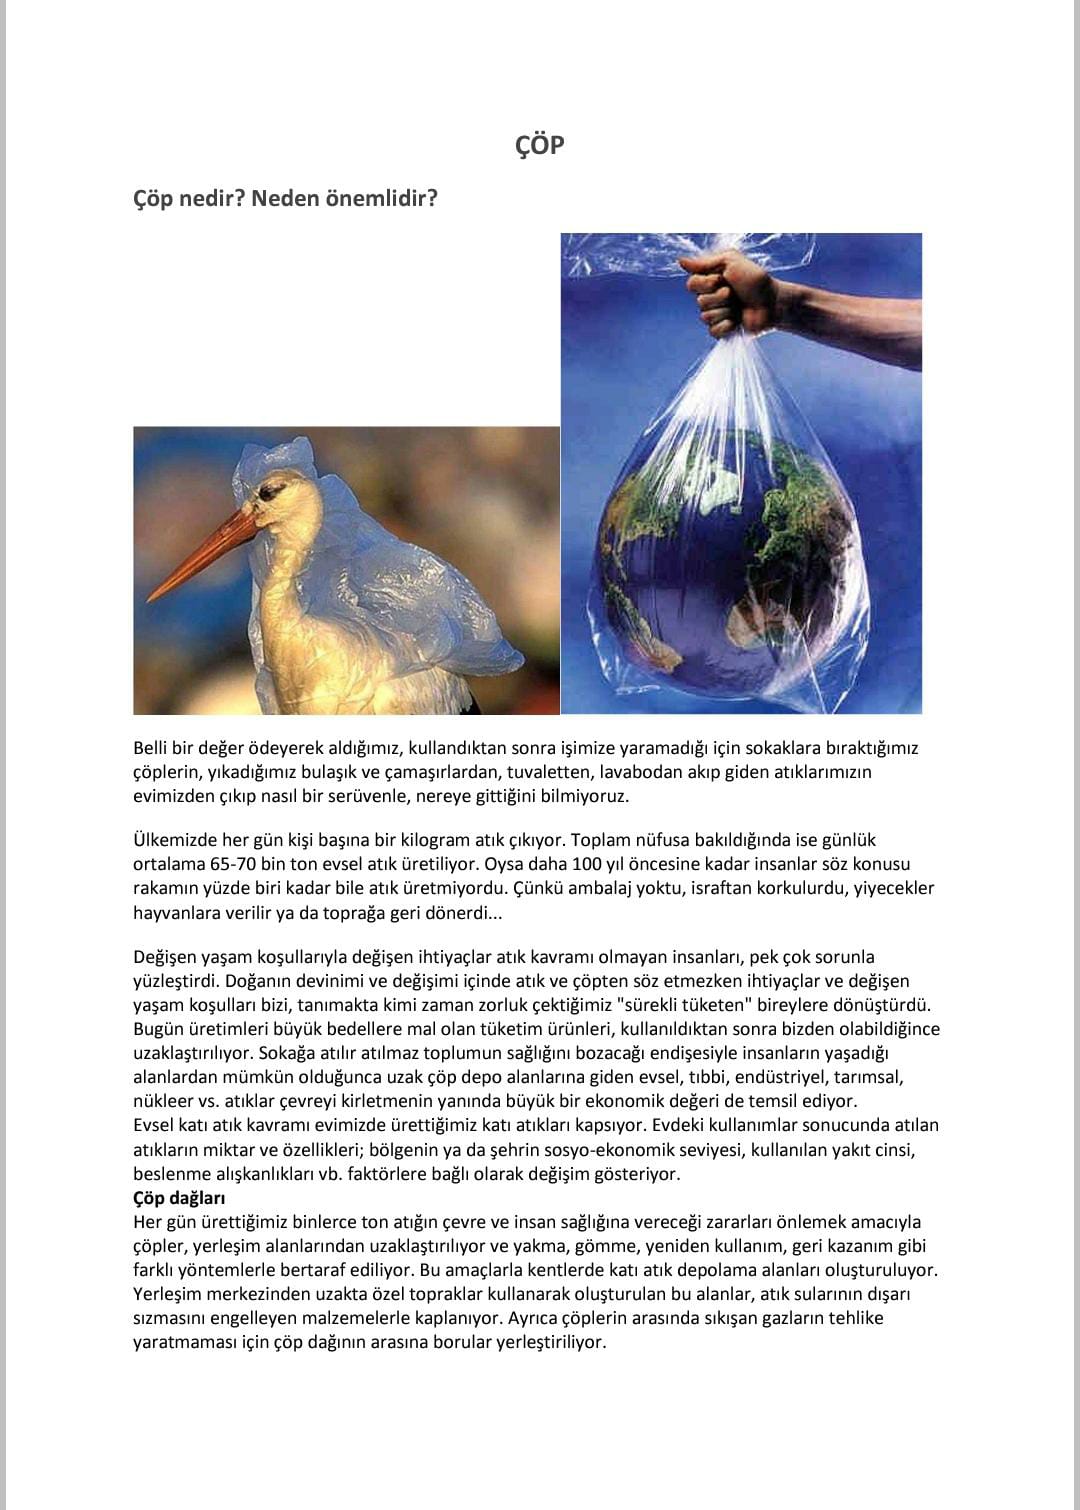 ÇÖP
Çöp nedir? Neden önemlidir?
Belli bir değer ödeyerek aldığımız, kullandıktan sonra işimize yaramadığı için sokaklara bıraktığımız
çöplerin, yıkadığımız bulaşık ve çamaşırlardan, tuvaletten, lavabodan akıp giden atıklarımızın
evimizden çıkıp nasıl bir serüvenle, nereye gittiğini bilmiyoruz.
Ülkemizde her gün kişi başına bir kilogram atık çıkıyor. Toplam nüfusa bakıldığında ise günlük
ortalama 65-70 bin ton evsel atık üretiliyor. Oysa daha 100 yıl öncesine kadar insanlar söz konusu
rakamın yüzde biri kadar bile atık üretmiyordu. Çünkü ambalaj yoktu, israftan korkulurdu, yiyecekler
hayvanlara verilir ya da toprağa geri dönerdi...
Değişen yaşam koşullarıyla değişen ihtiyaçlar atık kavramı olmayan insanları, pek çok sorunla
yüzleştirdi. Doğanın devinimi ve değişimi içinde atık ve çöpten söz etmezken ihtiyaçlar ve değişen
yaşam koşulları bizi, tanımakta kimi zaman zorluk çektiğimiz "sürekli tüketen" bireylere dönüştürdü.
Bugün üretimleri büyük bedellere mal olan tüketim ürünleri, kullanıldıktan sonra bizden olabildiğince
uzaklaştırılıyor. Sokağa atılır atılmaz toplumun sağlığını bozacağı endişesiyle insanların yaşadığı
alanlardan mümkün olduğunca uzak çöp depo alanlarına giden evsel, tıbbi, endüstriyel, tarımsal,
nükleer vs. atıklar çevreyi kirletmenin yanında büyük bir ekonomik değeri de temsil ediyor.
Evsel katı atık kavramı evimizde ürettiğimiz katı atıkları kapsıyor. Evdeki kullanımlar sonucunda atılan
atıkların miktar ve özellikleri; bölgenin ya da şehrin sosyo-ekonomik seviyesi, kullanılan yakıt cinsi,
beslenme alışkanlıkları vb. faktörlere bağlı olarak değişim gösteriyor.
Çöp dağları
Her gün ürettiğimiz binlerce ton atığın çevre ve insan sağlığına vereceği zararları önlemek amacıyla
çöpler, yerleşim alanlarından uzaklaştırılıyor ve yakma, gömme, yeniden kullanım, geri kazanım gibi
farklı yöntemlerle bertaraf ediliyor. Bu amaçlarla kentlerde katı atık depolama alanları oluşturuluyor.
Yerleşim merkezinden uzakta özel topraklar kullanarak oluşturulan bu alanlar, atık sularının dışarı
sızmasını engelleyen malzemelerle kaplanıyor. Ayrıca çöplerin arasında sıkışan gazların tehlike
yaratmaması için çöp dağının arasına borular yerleştiriliyor.